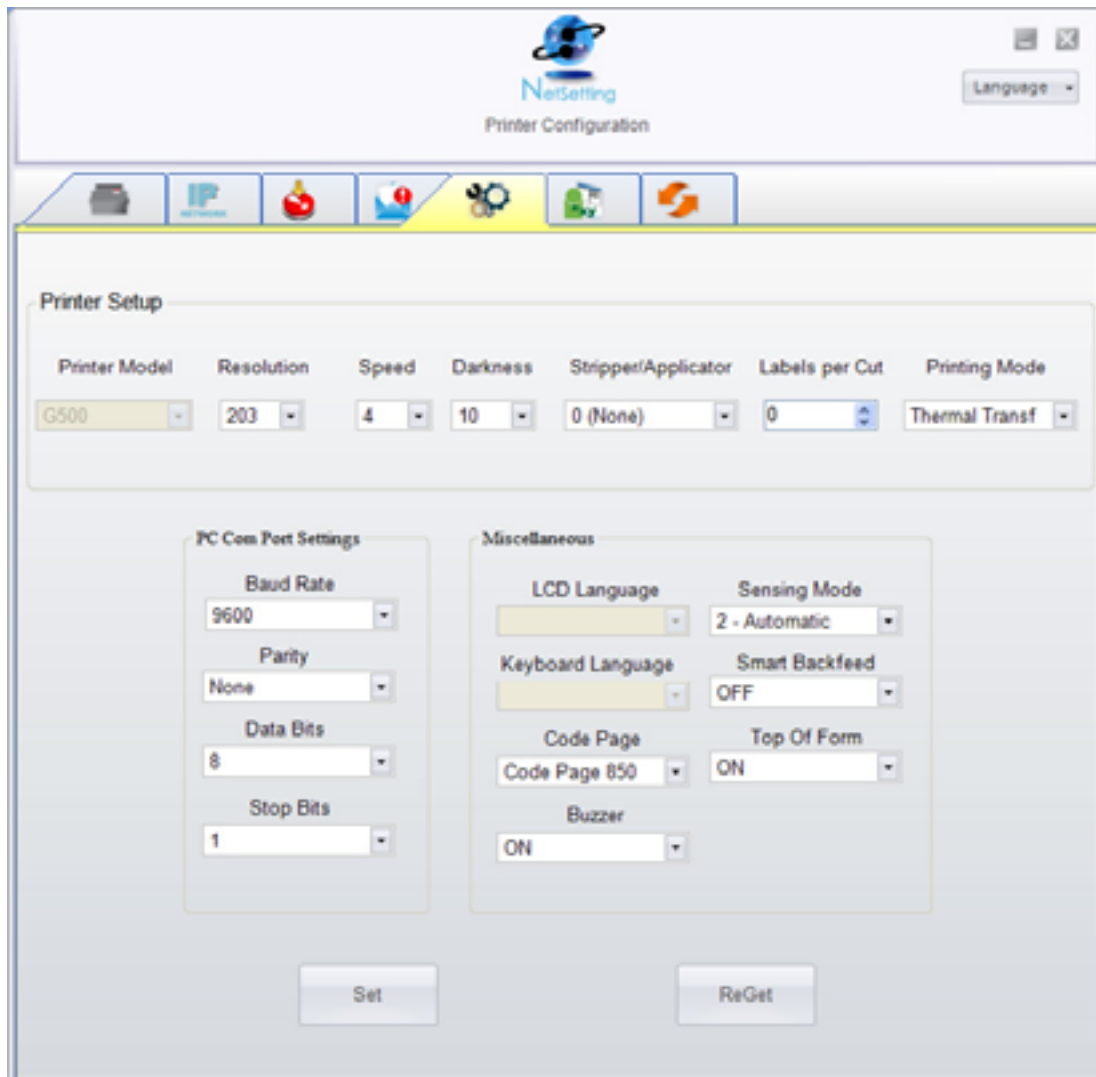 NetSetting
Language
Printer Configuration
IP
NETWORK
Printer Setup
Printer Model Resolution Speed Darkness Stripper/Applicator Labels per Cut Printing Mode
G500 203 4 10 0 (None) 0 Thermal Transf
PC Com Port Settings
Baud Rate
9600
Parity
None
Data Bits
8
Stop Bits
1
Miscellaneous
LCD Language Sensing Mode
2 - Automatic
Keyboard Language Smart Backfeed
OFF
Code Page Top Of Form
Code Page 850 ON
Buzzer
ON
Set ReGet